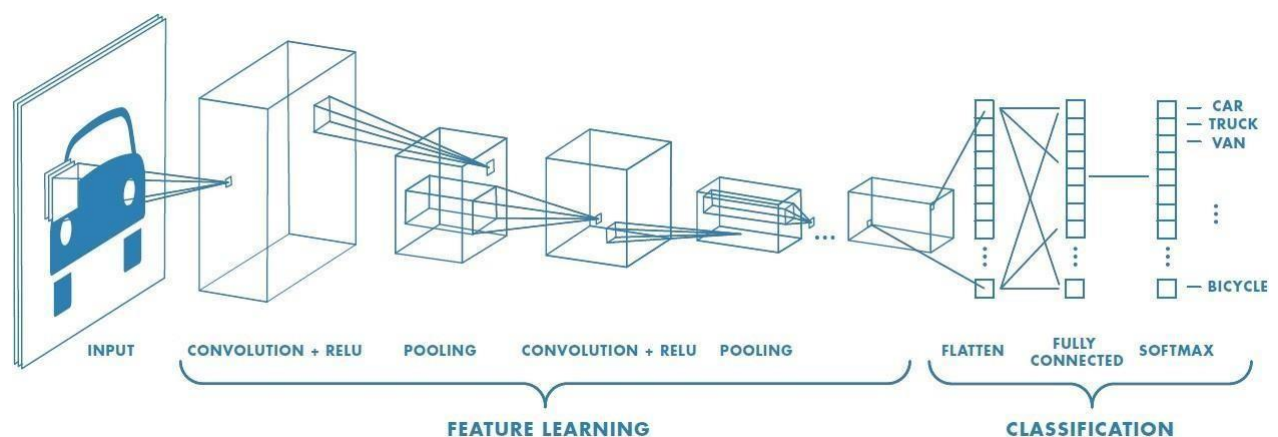 CAR
TRUCK
VAN
BICYCLE
INPUT
CONVOLUTION + RELU
POOLING
CONVOLUTION + RELU
POOLING
FLATTEN
FULLY
CONNECTED
SOFTMAX
FEATURE LEARNING
CLASSIFICATION